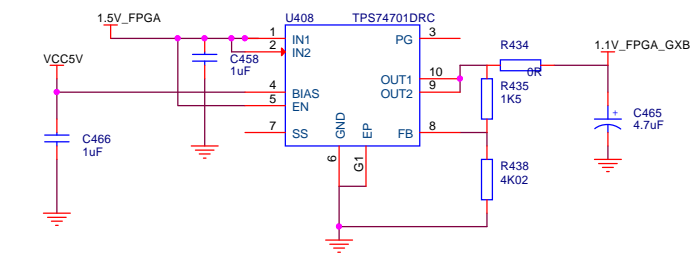 1.5V_FPGA
U408
TPS74701DRC
1
IN1
2
IN2
PG
3
R434
0R
1.1V_FPGA_GXB
VCC5V
C458
1uF
OUT1
10
OUT2
9
R435
1K5
4
BIAS
5
EN
C465
4.7uF
+
C466
1uF
7
SS
GND
EP
FB
8
6
G1
R438
4K02